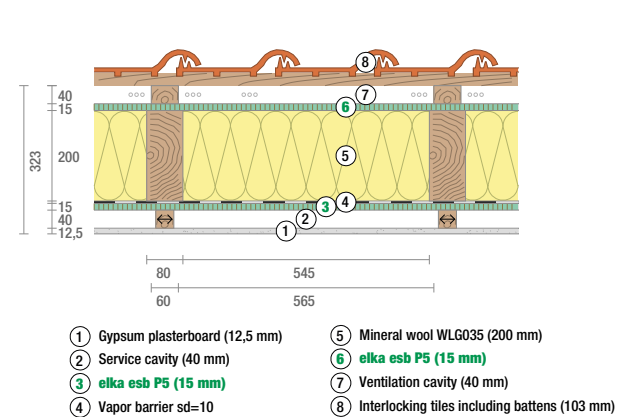 8
40
7
15
6
323
200
5
4
15
3
40
2
12,5
1
80
545
60
565
1 Gypsum plasterboard (12,5 mm)
2 Service cavity (40 mm)
3 elka esb P5 (15 mm)
4 Vapor barrier sd=10
5 Mineral wool WLG035 (200 mm)
6 elka esb P5 (15 mm)
7 Ventilation cavity (40 mm)
8 Interlocking tiles including battens (103 mm)